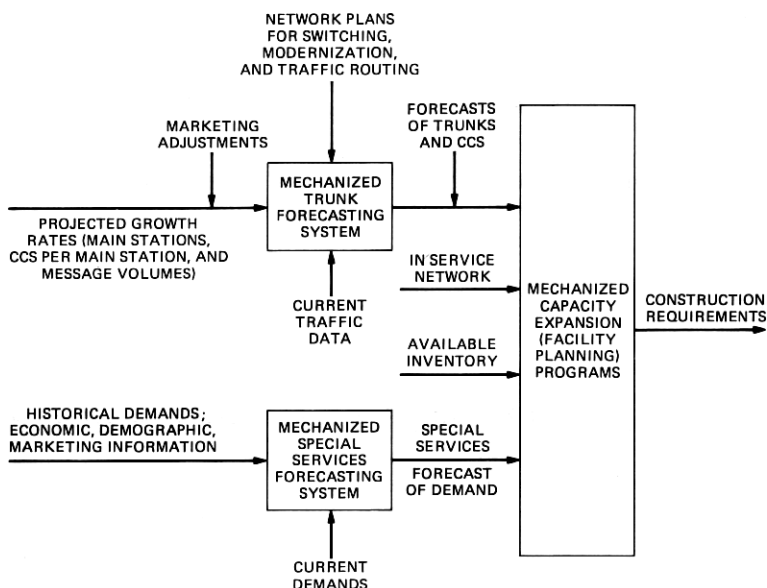 NETWORK PLANS
FOR SWITCHING,
MODERNIZATION,
AND TRAFFIC ROUTING
MARKETING
ADJUSTMENTS
FORECASTS
OF TRUNKS
AND CCS
MECHANIZED
TRUNK
FORECASTING
SYSTEM
PROJECTED GROWTH
RATES (MAIN STATIONS,
CCS PER MAIN STATION, AND
MESSAGE VOLUMES)
CURRENT
TRAFFIC
DATA
IN SERVICE
NETWORK
AVAILABLE
INVENTORY
MECHANIZED
CAPACITY
EXPANSION
(FACILITY
PLANNING)
PROGRAMS
CONSTRUCTION
REQUIREMENTS
HISTORICAL DEMANDS;
ECONOMIC, DEMOGRAPHIC,
MARKETING INFORMATION
MECHANIZED
SPECIAL
SERVICES
FORECASTING
SYSTEM
SPECIAL
SERVICES
FORECAST
OF DEMAND
CURRENT
DEMANDS